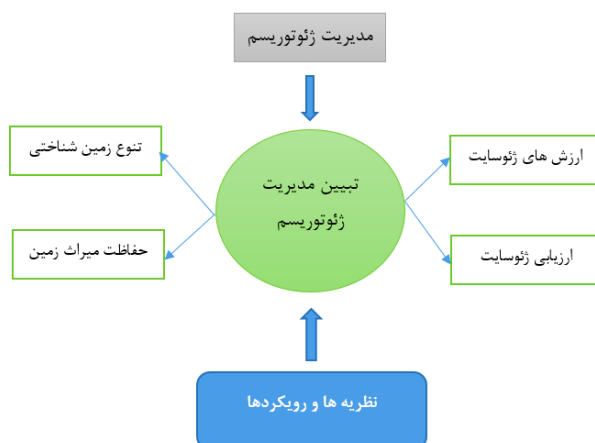 مدیریت ژئوتوریسم
تنوع زمین شناختی
ارزش های ژئوسایت
تبیین مدیریت
ژئوتوریسم
حفاظت میراث زمین
ارزیابی ژئوسایت
نظریه ها و رویکردها